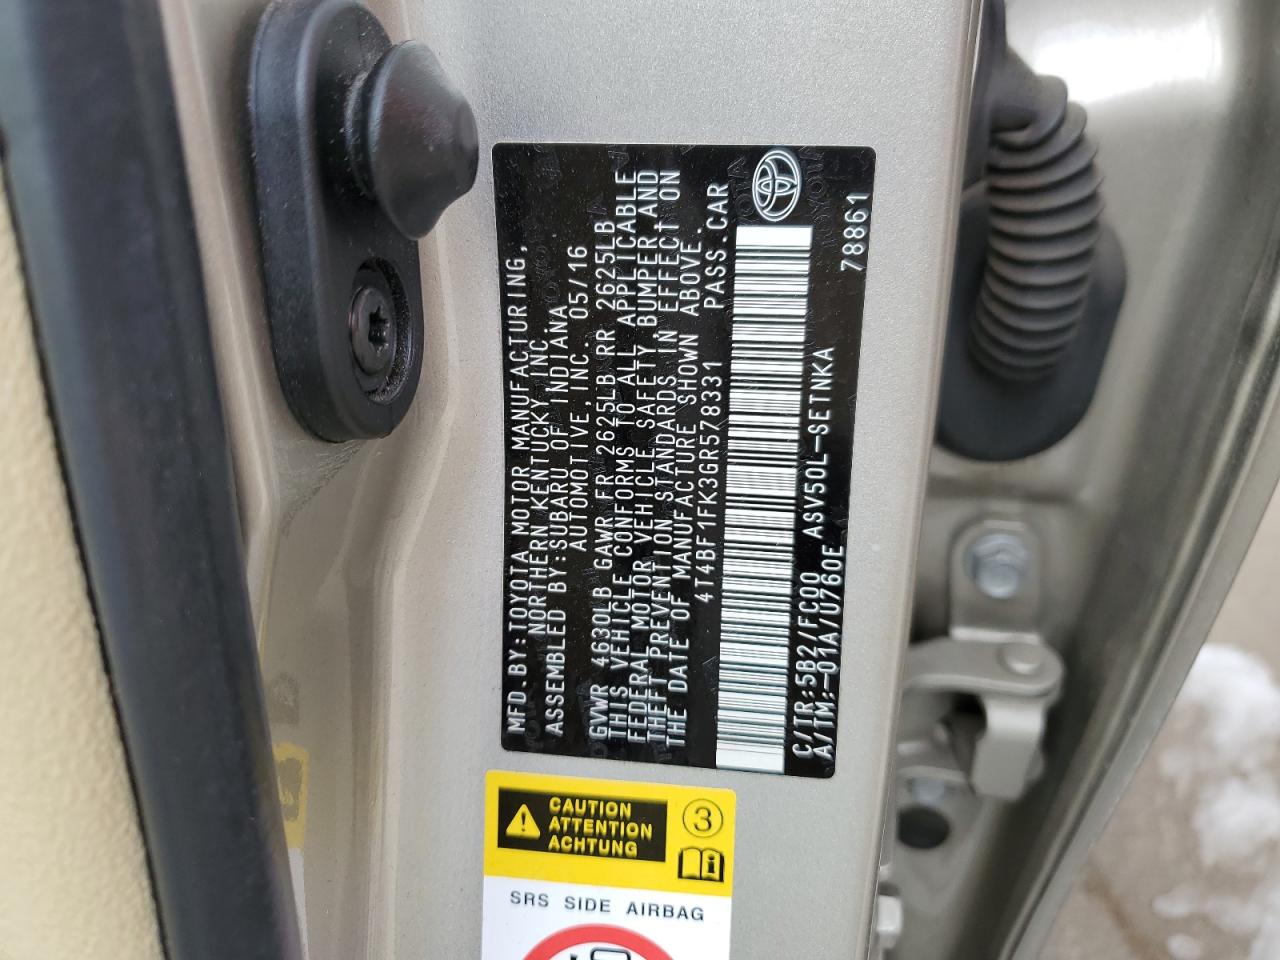 MFD.BY:TOYOTA MOTOR MANUFACTURING,
NORTHERN KENTUCKY,INC.
ASSEMBLED BY:SUBARU OF INDIANA
AUTOMOTIVE,INC. 05/16
GVWR 4630LB GAWR FR 2625LB RR 2625LB
THIS VEHICLE CONFORMS TO ALL APPLICABLE
FEDERAL MOTOR VEHICLE SAFETY BUMPER,AND
THEFT PREVENTION STANDARDS IN EFFECT ON
THE DATE OF MANUFACTURE SHOWN ABOVE.
4T4BF1FK3GR578331 PASS.CAR
C/TR:5B2/FC00 ASV50L-SETNKA
A/TM:-01A/U760E
78861
CAUTION
ATTENTION
ACHTUNG
3
SRS SIDE AIRBAG